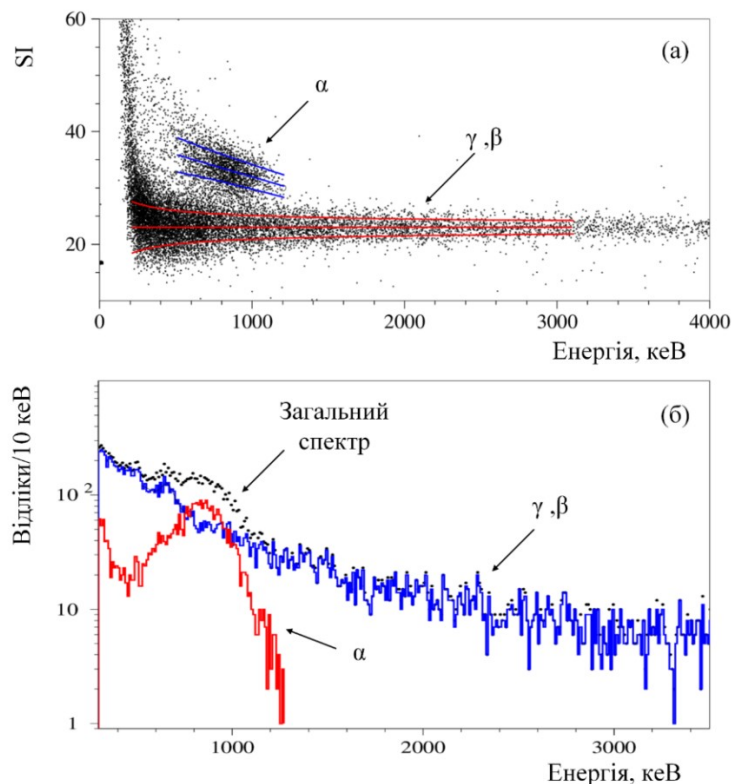 60
(а)
SI
α
40
γ ,β
20
0
1000
2000
3000
4000
Енергія, кеВ
Загальний
спектр
(б)
Відліки/10 кеВ
10 2
γ ,β
10
α
1
1000
2000
3000
Енергія, кеВ